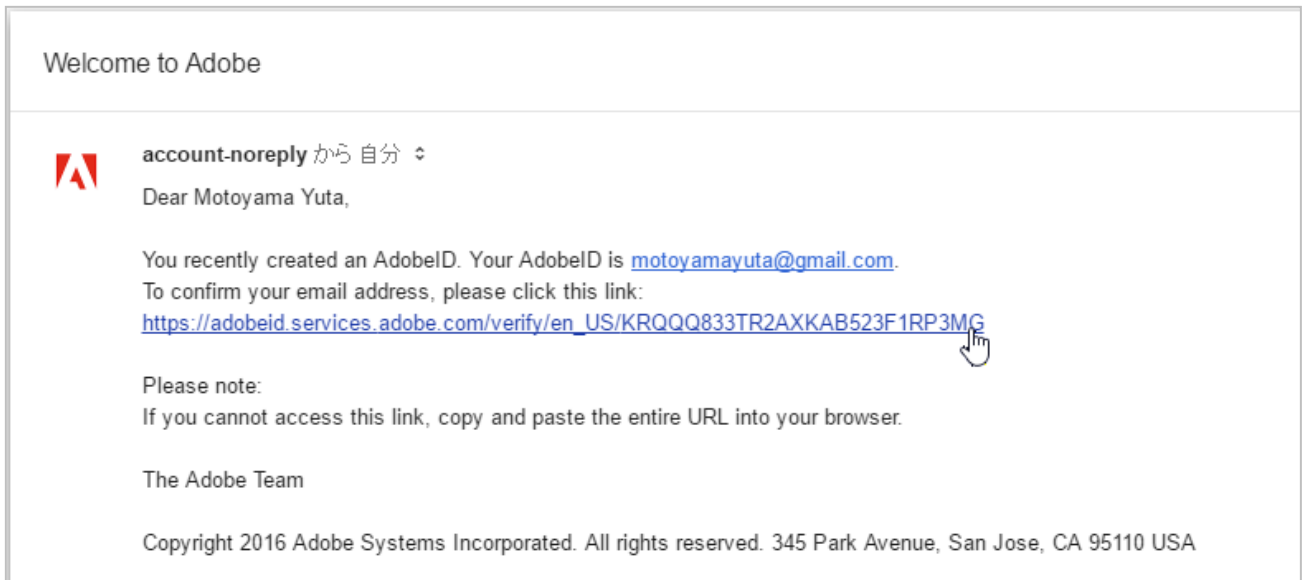 Welcome to Adobe
account-noreply から 自分
Dear Motoyama Yuta,
You recently created an AdobeID. Your AdobeID is motoyamayuta@gmail.com.
To confirm your email address, please click this link:
https://adobeid.services.adobe.com/verify/en_US/KRQQQ833TR2AXKAB523F1RP3MG
Please note:
If you cannot access this link, copy and paste the entire URL into your browser.
The Adobe Team
Copyright 2016 Adobe Systems Incorporated. All rights reserved. 345 Park Avenue, San Jose, CA 95110 USA